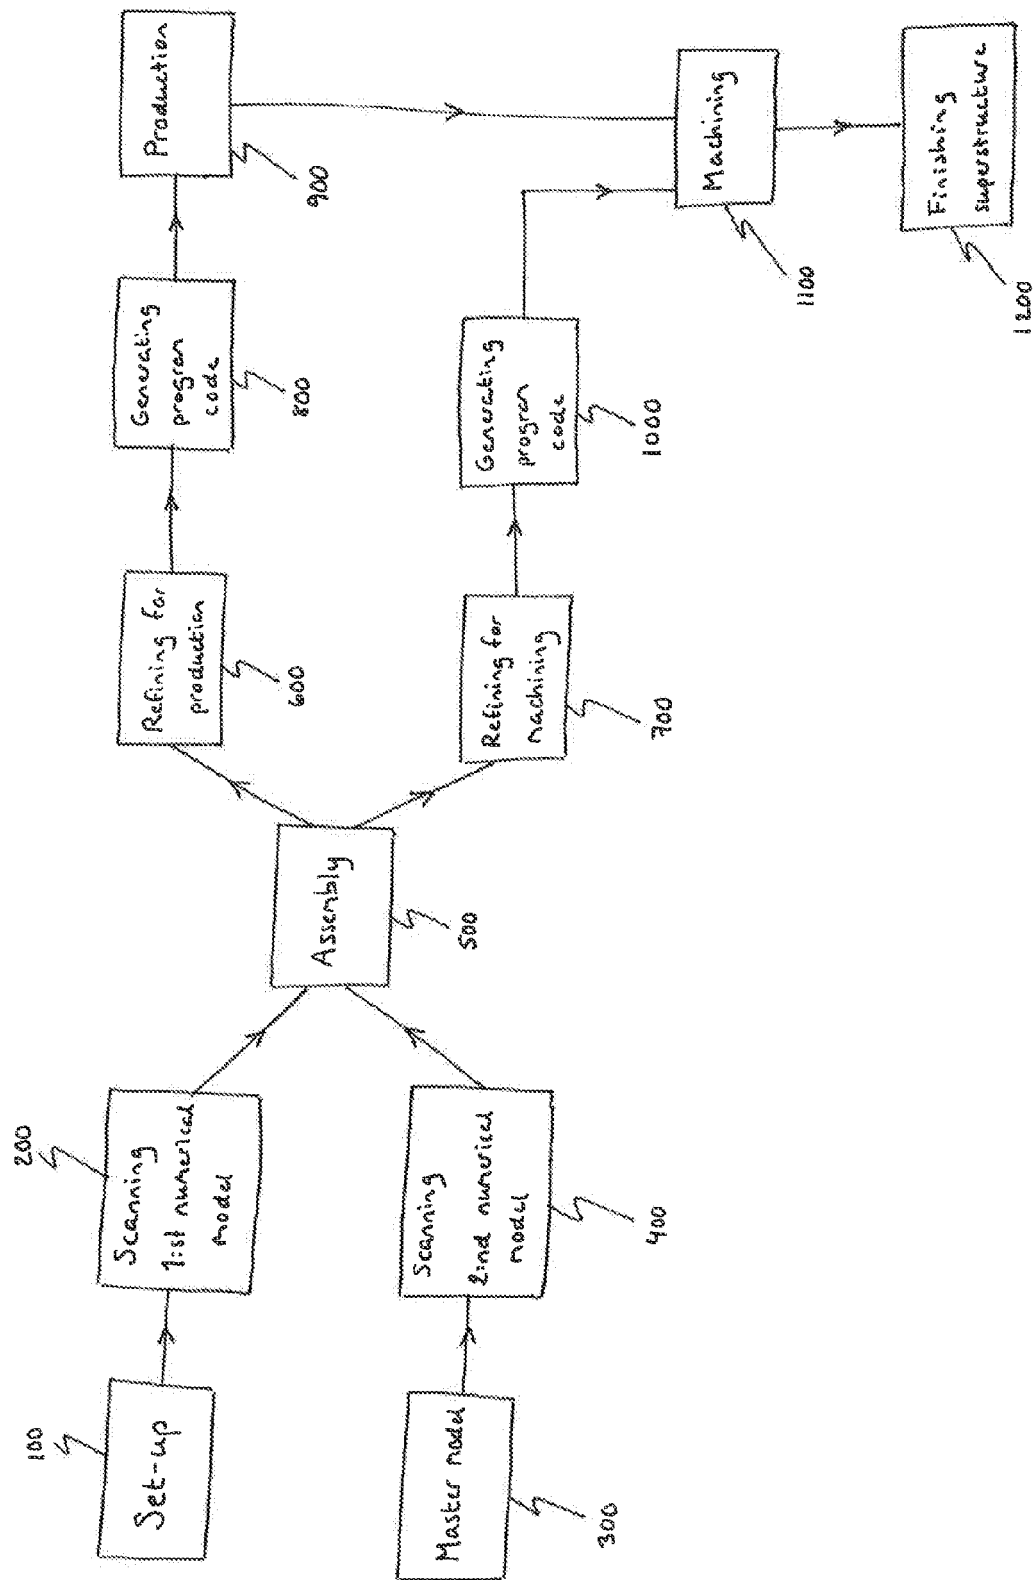 100
Set-up
200
Scanning
1:st numerical
model
300
Master model
400
Scanning
2:nd numerical
model
500
Assembly
600
Refining for
production
700
Refining for
machining
800
Generating
program
code
900
Production
1000
Generating
program
code
1100
Machining
1200
Finishing
superstructure